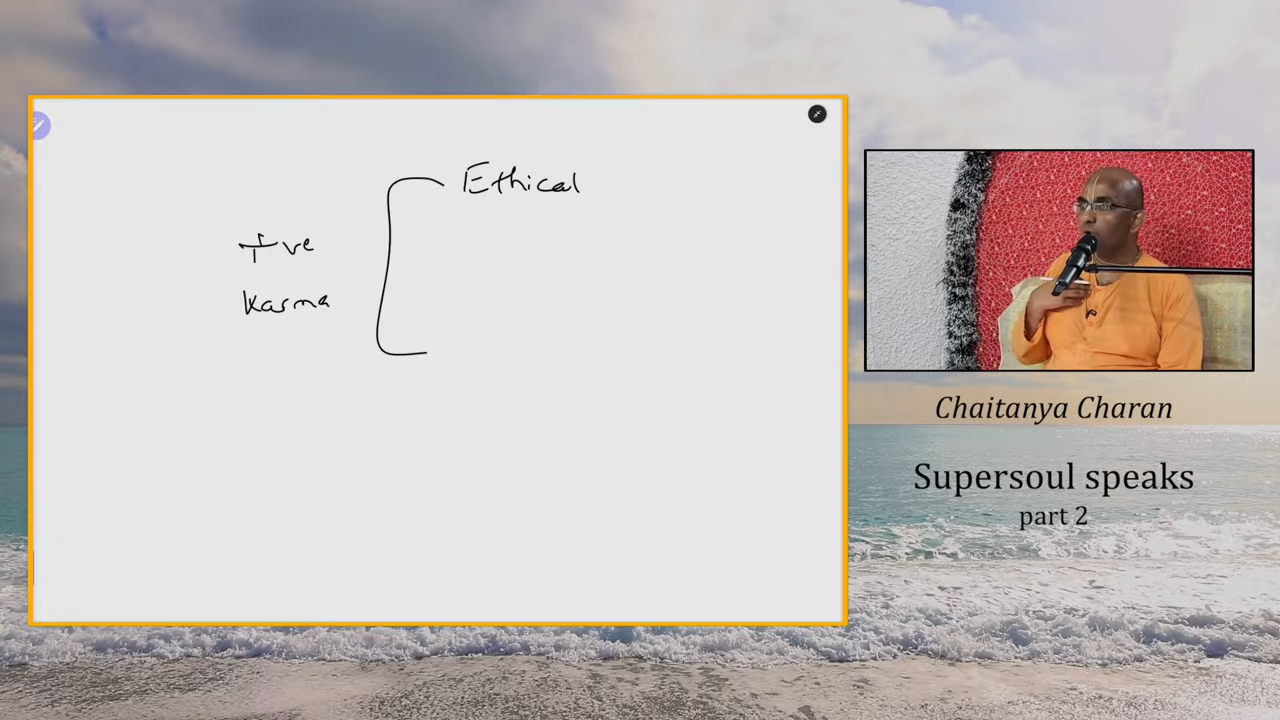 Ethical
+ve
Karma
Chaitanya Charan
Supersoul speaks
part 2